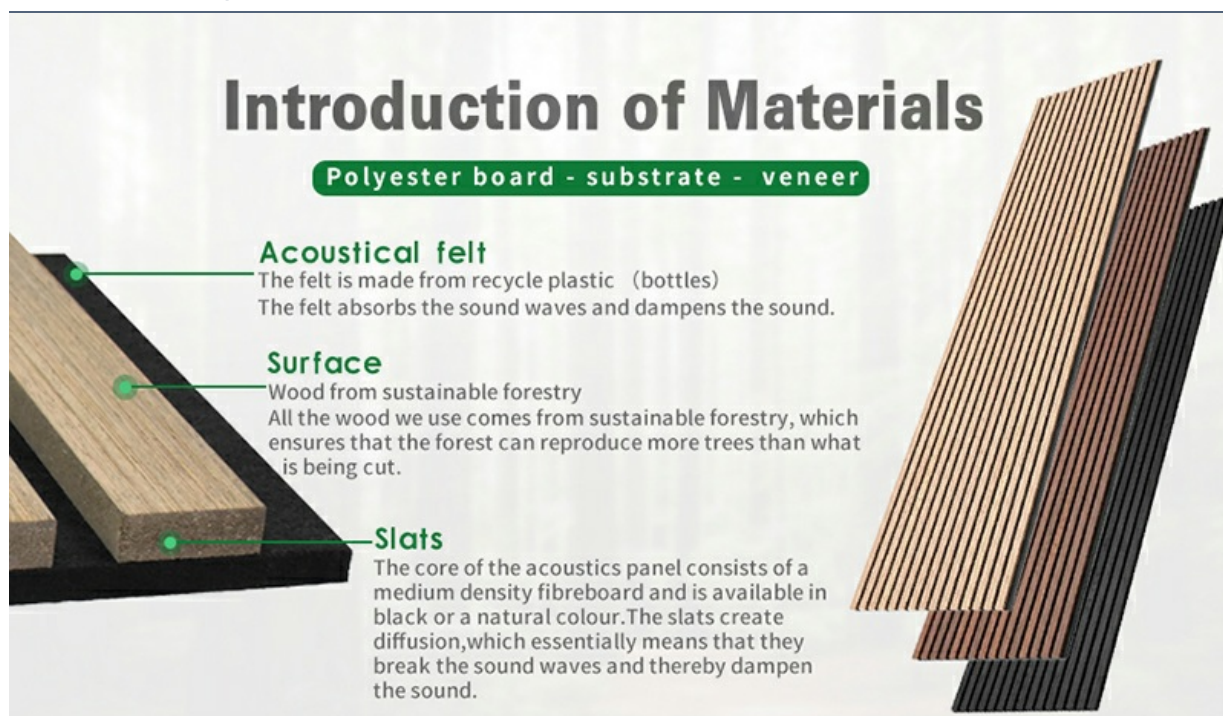 Introduction of Materials
Polyester board - substrate - veneer
Acoustical felt
The felt is made from recycle plastic （bottles）
The felt absorbs the sound waves and dampens the sound.
Surface
Wood from sustainable forestry
All the wood we use comes from sustainable forestry, which
ensures that the forest can reproduce more trees than what
is being cut.
Slats
The core of the acoustics panel consists of a
medium density fibreboard and is available in
black or a natural colour.The slats create
diffusion,which essentially means that they
break the sound waves and thereby dampen
the sound.